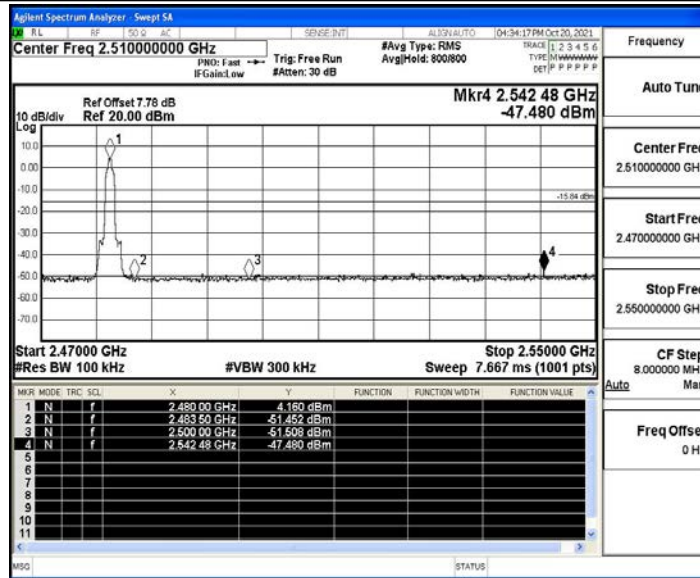 Agilent Spectrum Analyzer - Swept SA
RL RF 50 Ω AC SENSE:INT ALIGNAUTO 04:34:17 PM Oct 20, 2021
Center Freq 2.510000000 GHz #Avg Type: RMS TRACE 1 2 3 4 5 6
PNO: Fast Trig: Free Run Avg|Hold: 800/800 TYPE
IFGain:Low #Atten: 30 dB DET P P P P P P
Ref Offset 7.78 dB Mkr4 2.542 48 GHz
10 dB/div Ref 20.00 dBm -47.480 dBm
Log
1
10.0
0.00
-10.0
-15.84 dBm
-20.0
-30.0
-40.0
2 3 4
-50.0
-60.0
-70.0
Start 2.47000 GHz Stop 2.55000 GHz
#Res BW 100 kHz #VBW 300 kHz Sweep 7.667 ms (1001 pts)
MKR MODE TRC SCL X Y FUNCTION FUNCTION WIDTH FUNCTION VALUE
1 N f 2.480 00 GHz 4.160 dBm
2 N f 2.483 50 GHz -51.452 dBm
3 N f 2.500 00 GHz -51.508 dBm
4 N f 2.542 48 GHz -47.480 dBm
5
6
7
8
9
10
11
MSG STATUS
Frequency
Auto Tun
Center Fre
2.510000000 GH
Start Fre
2.470000000 GH
Stop Fre
2.550000000 GH
CF Step
8.000000 MH
Auto Ma
Freq Offse
0 H